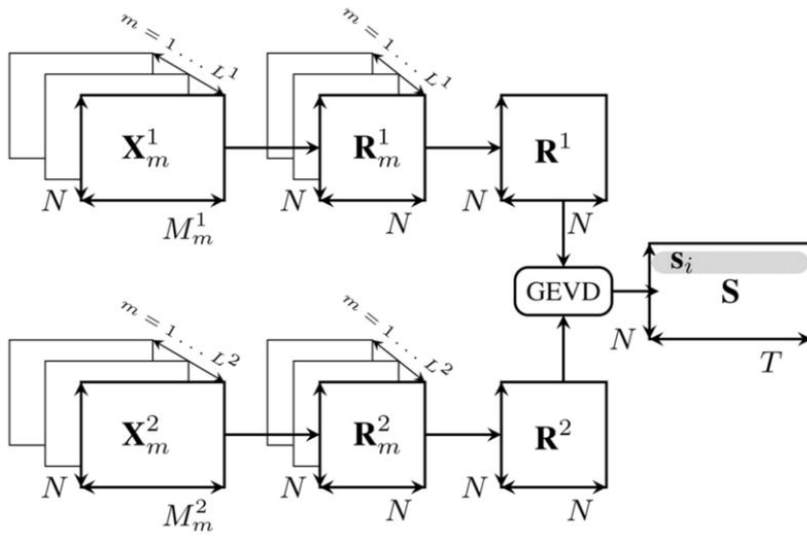 m = 1 . . . L¹
m = 1 . . . L¹
X¹ₘ
R¹ₘ
R¹
N
M¹ₘ
N
N
N
N
GEVD
sᵢ
S
N
T
m = 1 . . . L²
m = 1 . . . L²
X²ₘ
R²ₘ
R²
N
M²ₘ
N
N
N
N